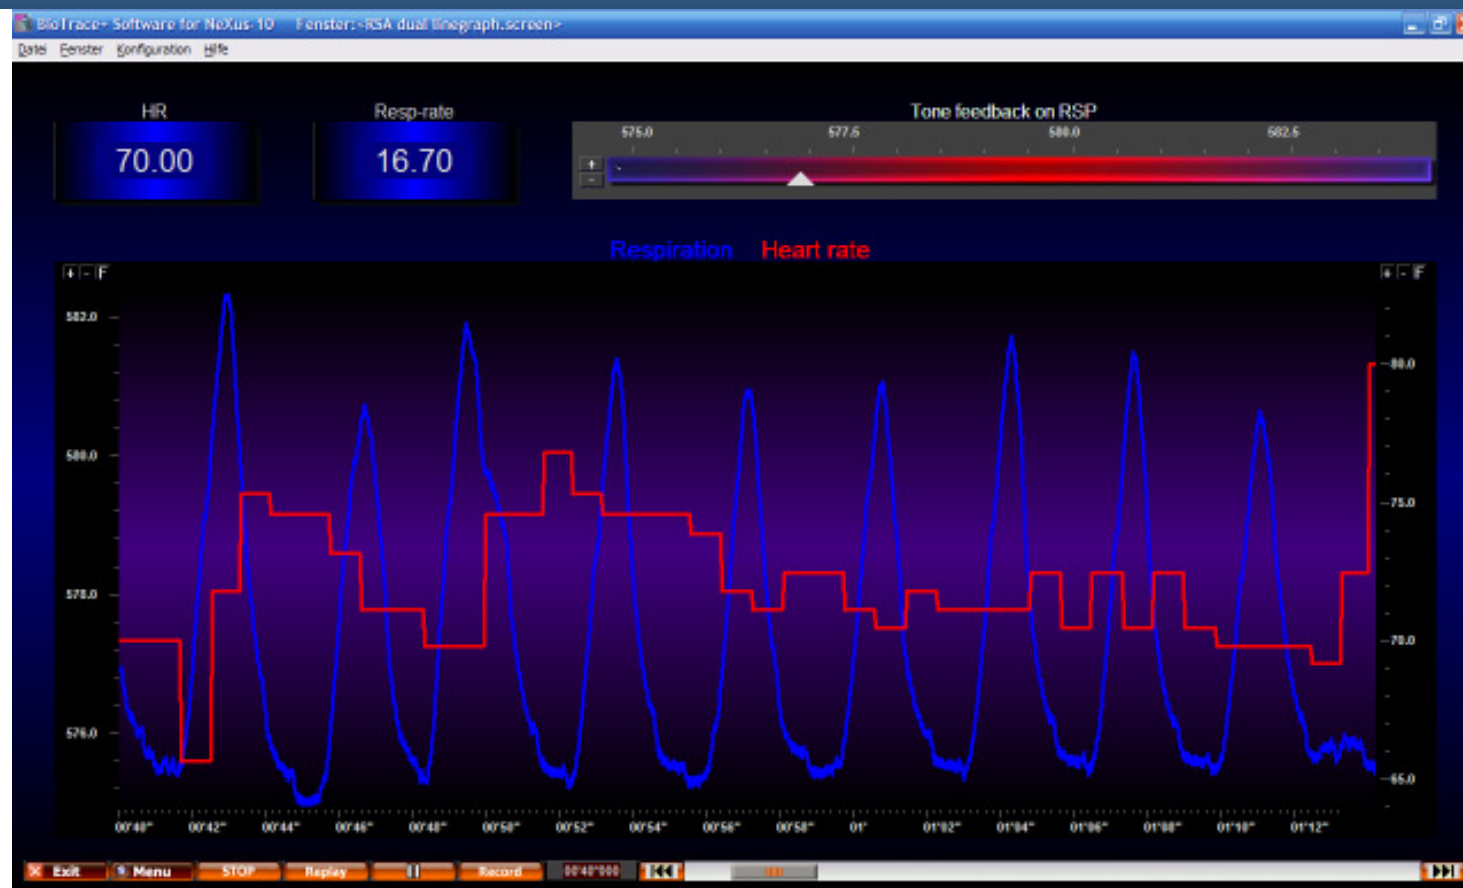 BioTrace+ Software for NeXus-10 Fenster:<RSA dual linegraph.screen>
Datei Fenster Konfiguration Hilfe
HR Resp-rate Tone feedback on RSP
575.0 577.5 580.0 582.5
70.00 16.70
+
-
Respiration Heart rate
+ - F + - F
582.0
80.0
580.0
75.0
578.0
70.0
576.0
65.0
00'40" 00'42" 00'44" 00'46" 00'48" 00'50" 00'52" 00'54" 00'56" 00'58" 01' 01'02" 01'04" 01'06" 01'08" 01'10" 01'12"
Exit Menu STOP Replay Record 00'40"000